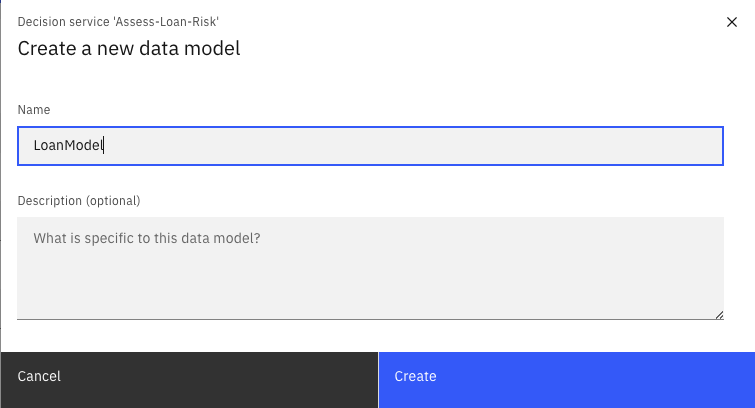 Decision service 'Assess-Loan-Risk'
Create a new data model
Name
LoanModel
Description (optional)
What is specific to this data model?
Cancel
Create